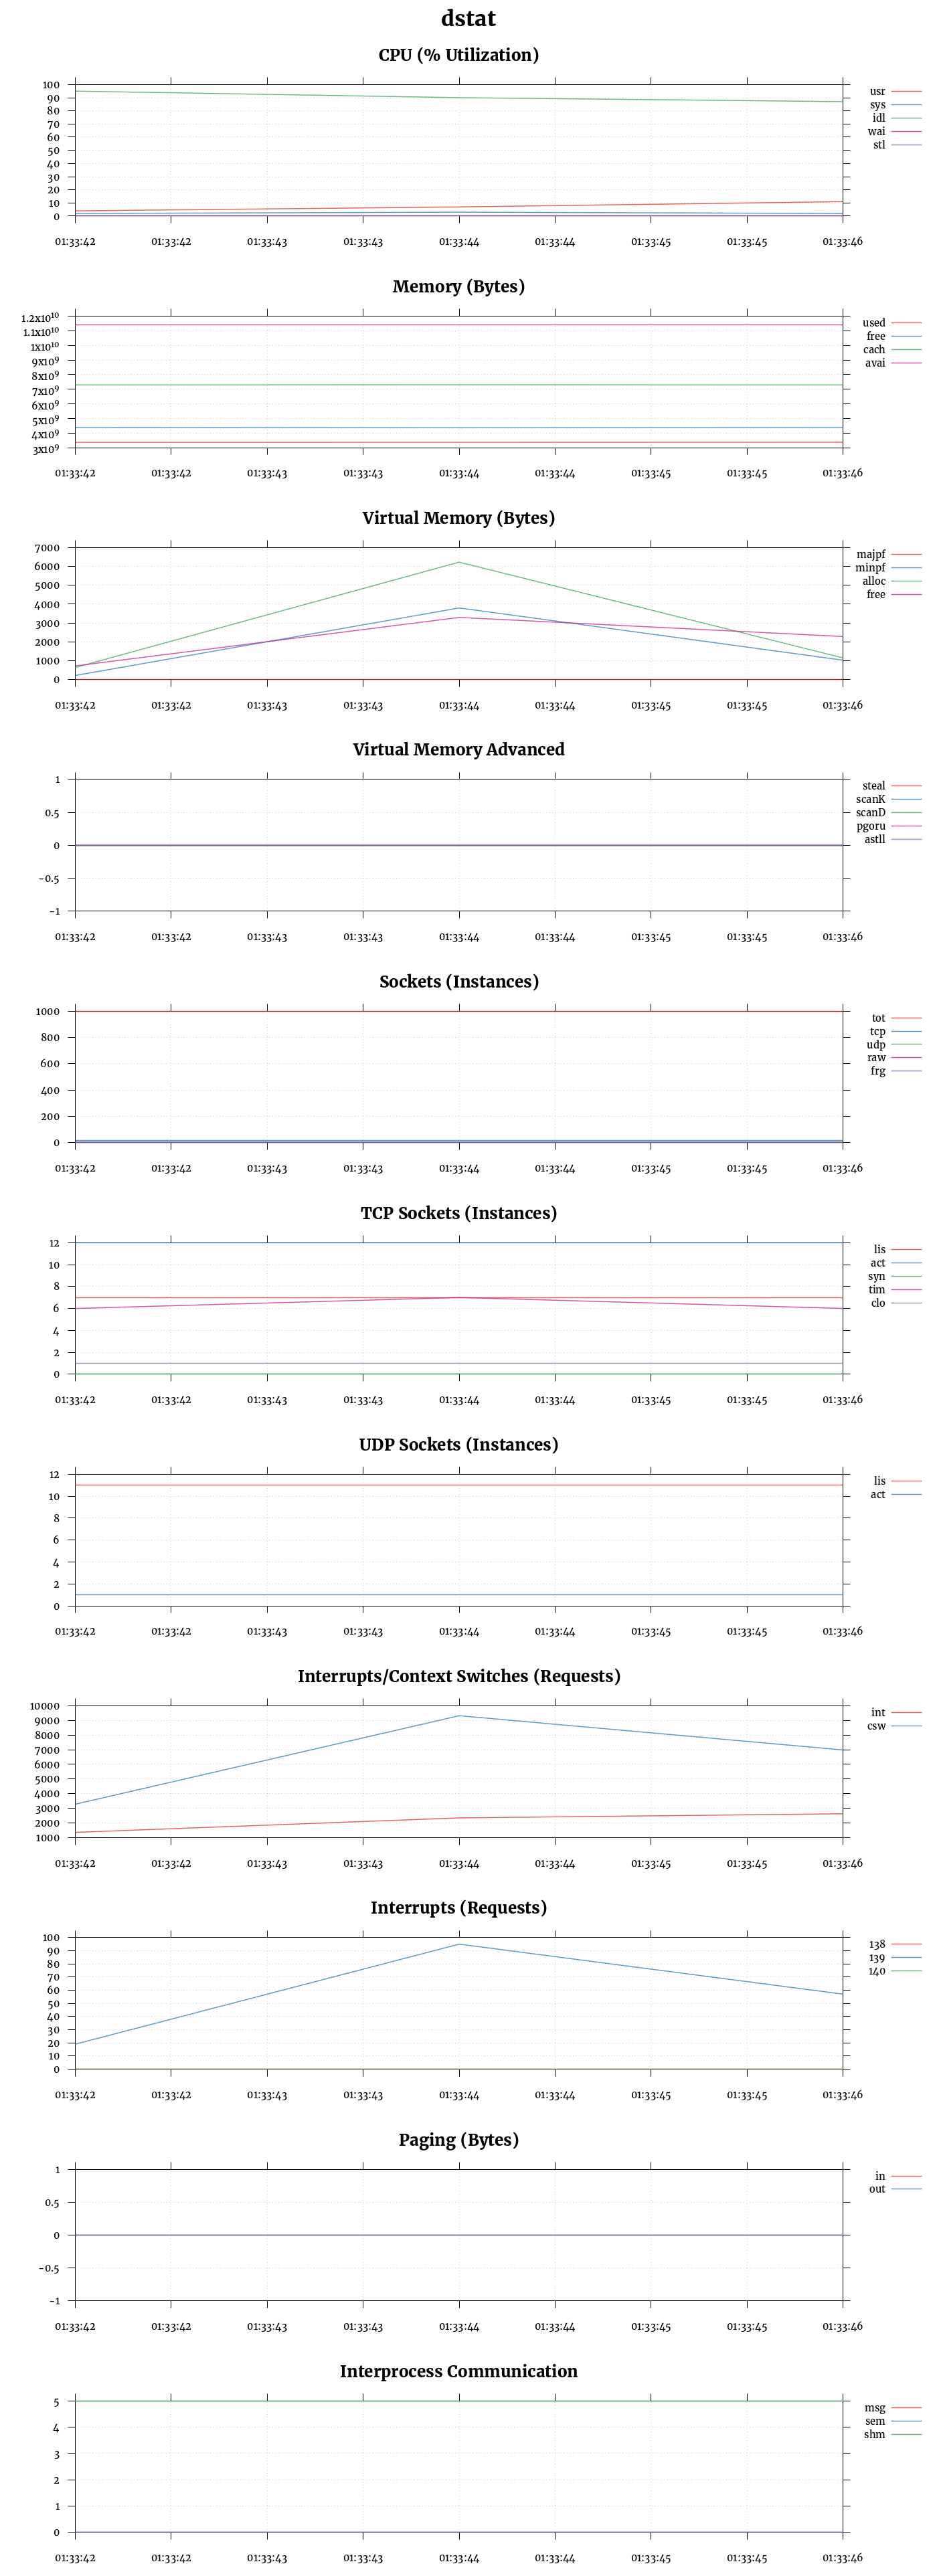 dstat
CPU (% Utilization)
100
90
80
70
60
50
40
30
20
10
0
usr
sys
idl
wai
stl
01:33:42 01:33:42 01:33:43 01:33:43 01:33:44 01:33:44 01:33:45 01:33:45 01:33:46
Memory (Bytes)
1.2x10¹⁰
1.1x10¹⁰
1x10¹⁰
9x10⁹
8x10⁹
7x10⁹
6x10⁹
5x10⁹
4x10⁹
3x10⁹
used
free
cach
avai
01:33:42 01:33:42 01:33:43 01:33:43 01:33:44 01:33:44 01:33:45 01:33:45 01:33:46
Virtual Memory (Bytes)
7000
6000
5000
4000
3000
2000
1000
0
majpf
minpf
alloc
free
01:33:42 01:33:42 01:33:43 01:33:43 01:33:44 01:33:44 01:33:45 01:33:45 01:33:46
Virtual Memory Advanced
1
0.5
0
-0.5
-1
steal
scanK
scanD
pgoru
astll
01:33:42 01:33:42 01:33:43 01:33:43 01:33:44 01:33:44 01:33:45 01:33:45 01:33:46
Sockets (Instances)
1000
800
600
400
200
0
tot
tcp
udp
raw
frg
01:33:42 01:33:42 01:33:43 01:33:43 01:33:44 01:33:44 01:33:45 01:33:45 01:33:46
TCP Sockets (Instances)
12
10
8
6
4
2
0
lis
act
syn
tim
clo
01:33:42 01:33:42 01:33:43 01:33:43 01:33:44 01:33:44 01:33:45 01:33:45 01:33:46
UDP Sockets (Instances)
12
10
8
6
4
2
0
lis
act
01:33:42 01:33:42 01:33:43 01:33:43 01:33:44 01:33:44 01:33:45 01:33:45 01:33:46
Interrupts/Context Switches (Requests)
10000
9000
8000
7000
6000
5000
4000
3000
2000
1000
int
csw
01:33:42 01:33:42 01:33:43 01:33:43 01:33:44 01:33:44 01:33:45 01:33:45 01:33:46
Interrupts (Requests)
100
90
80
70
60
50
40
30
20
10
0
138
139
140
01:33:42 01:33:42 01:33:43 01:33:43 01:33:44 01:33:44 01:33:45 01:33:45 01:33:46
Paging (Bytes)
1
0.5
0
-0.5
-1
in
out
01:33:42 01:33:42 01:33:43 01:33:43 01:33:44 01:33:44 01:33:45 01:33:45 01:33:46
Interprocess Communication
5
4
3
2
1
0
msg
sem
shm
01:33:42 01:33:42 01:33:43 01:33:43 01:33:44 01:33:44 01:33:45 01:33:45 01:33:46